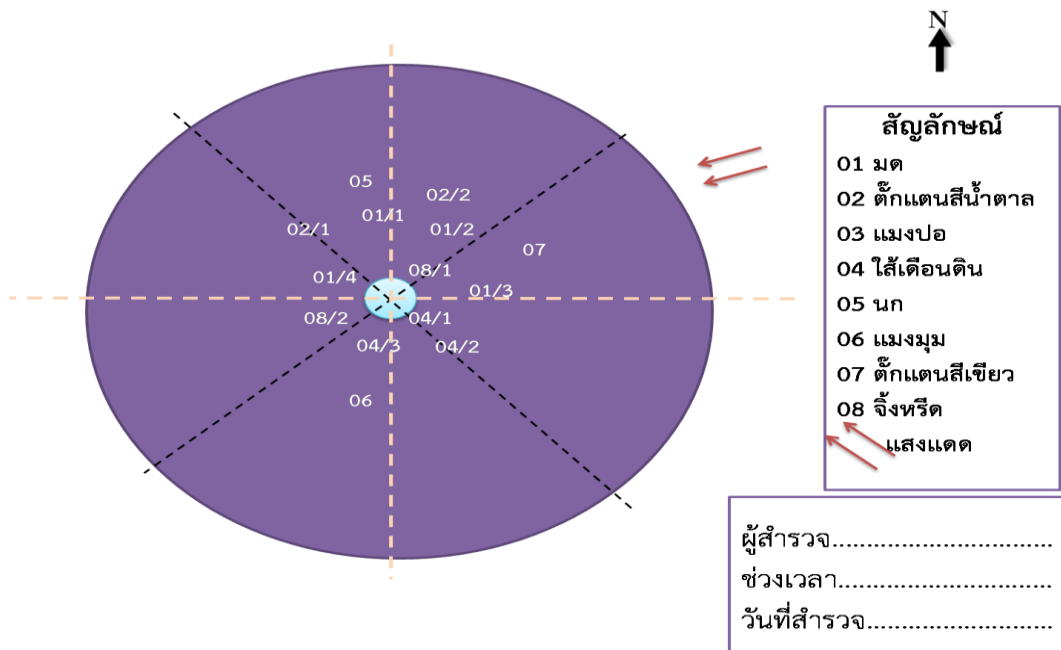 N
สัญลักษณ์
01 มด
02 ตั๊กแตนสีน้ำตาล
03 แมงปอ
04 ใส้เดือนดิน
05 นก
06 แมงมุม
07 ตั๊กแตนสีเขียว
08 จิ้งหรีด
แสงแดด
05
02/2
01/1
02/1
01/2
07
08/1
01/4
01/3
08/2
04/1
04/3
04/2
06
ผู้สำรวจ................................
ช่วงเวลา...............................
วันที่สำรวจ...........................